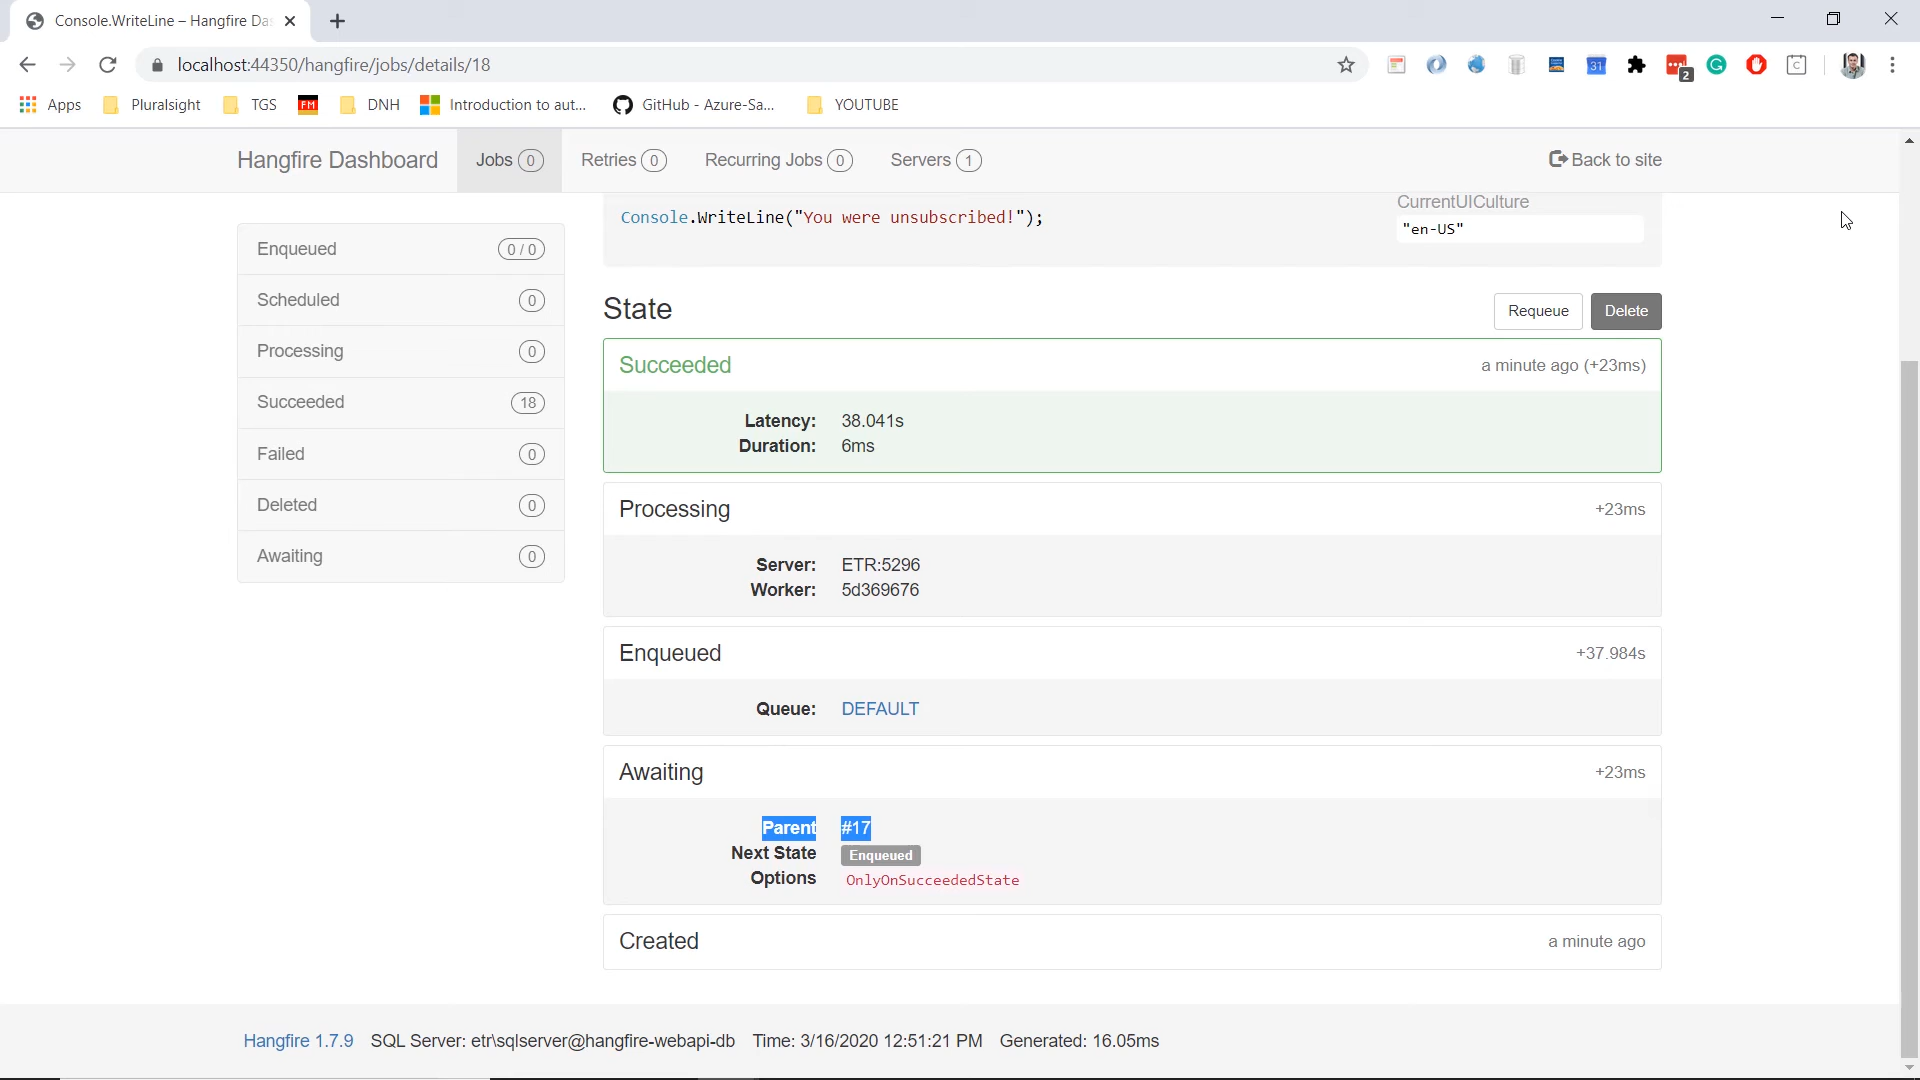 Console.WriteLine – Hangfire Da
localhost:44350/hangfire/jobs/details/18
31
2
Apps
Pluralsight
TGS
FM
DNH
Introduction to aut...
GitHub - Azure-Sa...
YOUTUBE
Hangfire Dashboard
Jobs 0
Retries 0
Recurring Jobs 0
Servers 1
Back to site
Enqueued 0 / 0
Scheduled 0
Processing 0
Succeeded 18
Failed 0
Deleted 0
Awaiting 0
Console.WriteLine("You were unsubscribed!");
CurrentUICulture
"en-US"
State
Requeue
Delete
Succeeded a minute ago (+23ms)
Latency: 38.041s
Duration: 6ms
Processing +23ms
Server: ETR:5296
Worker: 5d369676
Enqueued +37.984s
Queue: DEFAULT
Awaiting +23ms
Parent #17
Next State Enqueued
Options OnlyOnSucceededState
Created a minute ago
Hangfire 1.7.9 SQL Server: etr\sqlserver@hangfire-webapi-db Time: 3/16/2020 12:51:21 PM Generated: 16.05ms